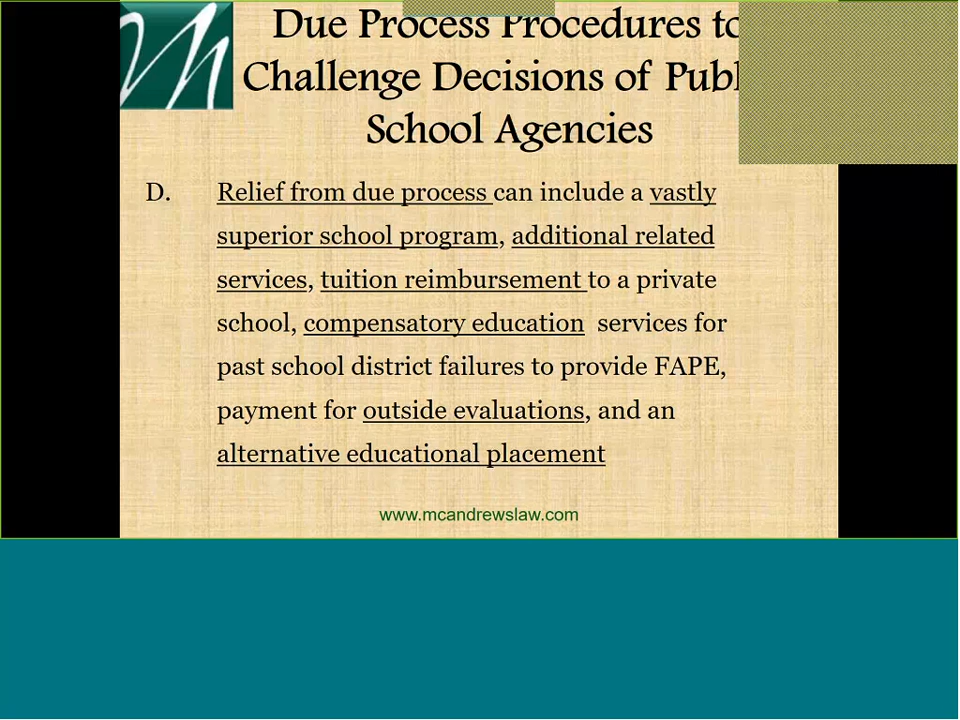 Due Process Procedures to
Challenge Decisions of Publ
School Agencies
D. Relief from due process can include a vastly
superior school program, additional related
services, tuition reimbursement to a private
school, compensatory education services for
past school district failures to provide FAPE,
payment for outside evaluations, and an
alternative educational placement
www.mcandrewslaw.com